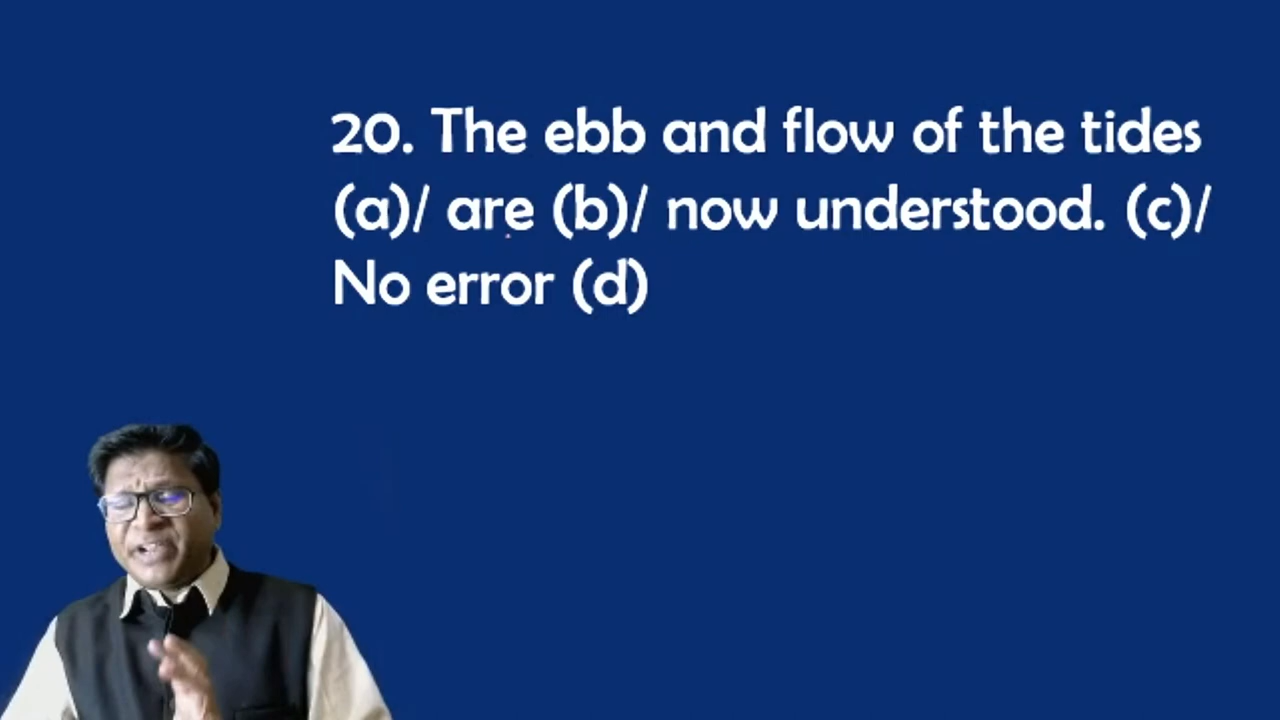 20. The ebb and flow of the tides
(a)/ are (b)/ now understood. (c)/
No error (d)